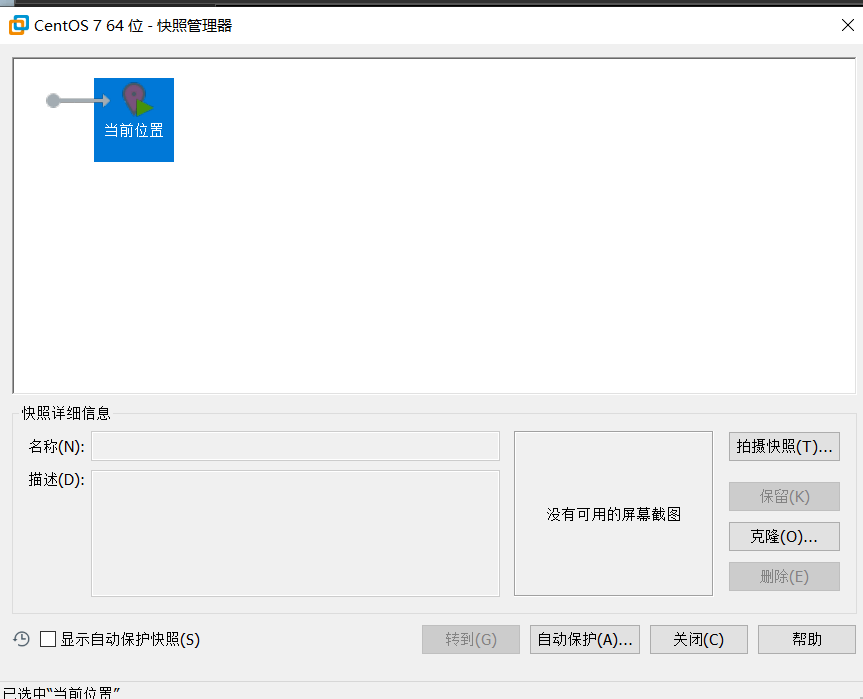 CentOS 7 64 位 - 快照管理器
当前位置
快照详细信息
名称(N):
拍摄快照(T)...
描述(D):
保留(K)
没有可用的屏幕截图
克隆(O)...
删除(E)
显示自动保护快照(S)
转到(G)
自动保护(A)...
关闭(C)
帮助
已选中“当前位置”